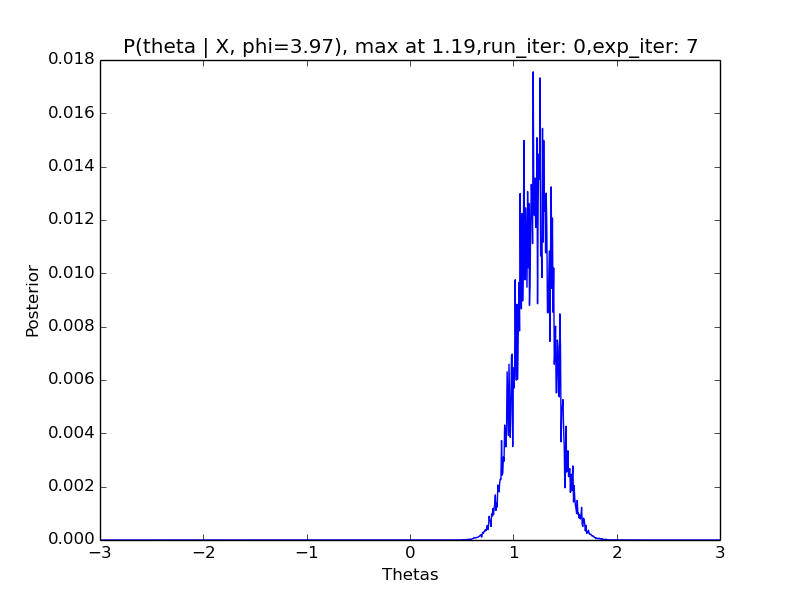 P(theta | X, phi=3.97), max at 1.19,run_iter: 0,exp_iter: 7
0.018
0.016
0.014
0.012
0.010
0.008
0.006
0.004
0.002
0.000
Posterior
−3 −2 −1 0 1 2 3
Thetas